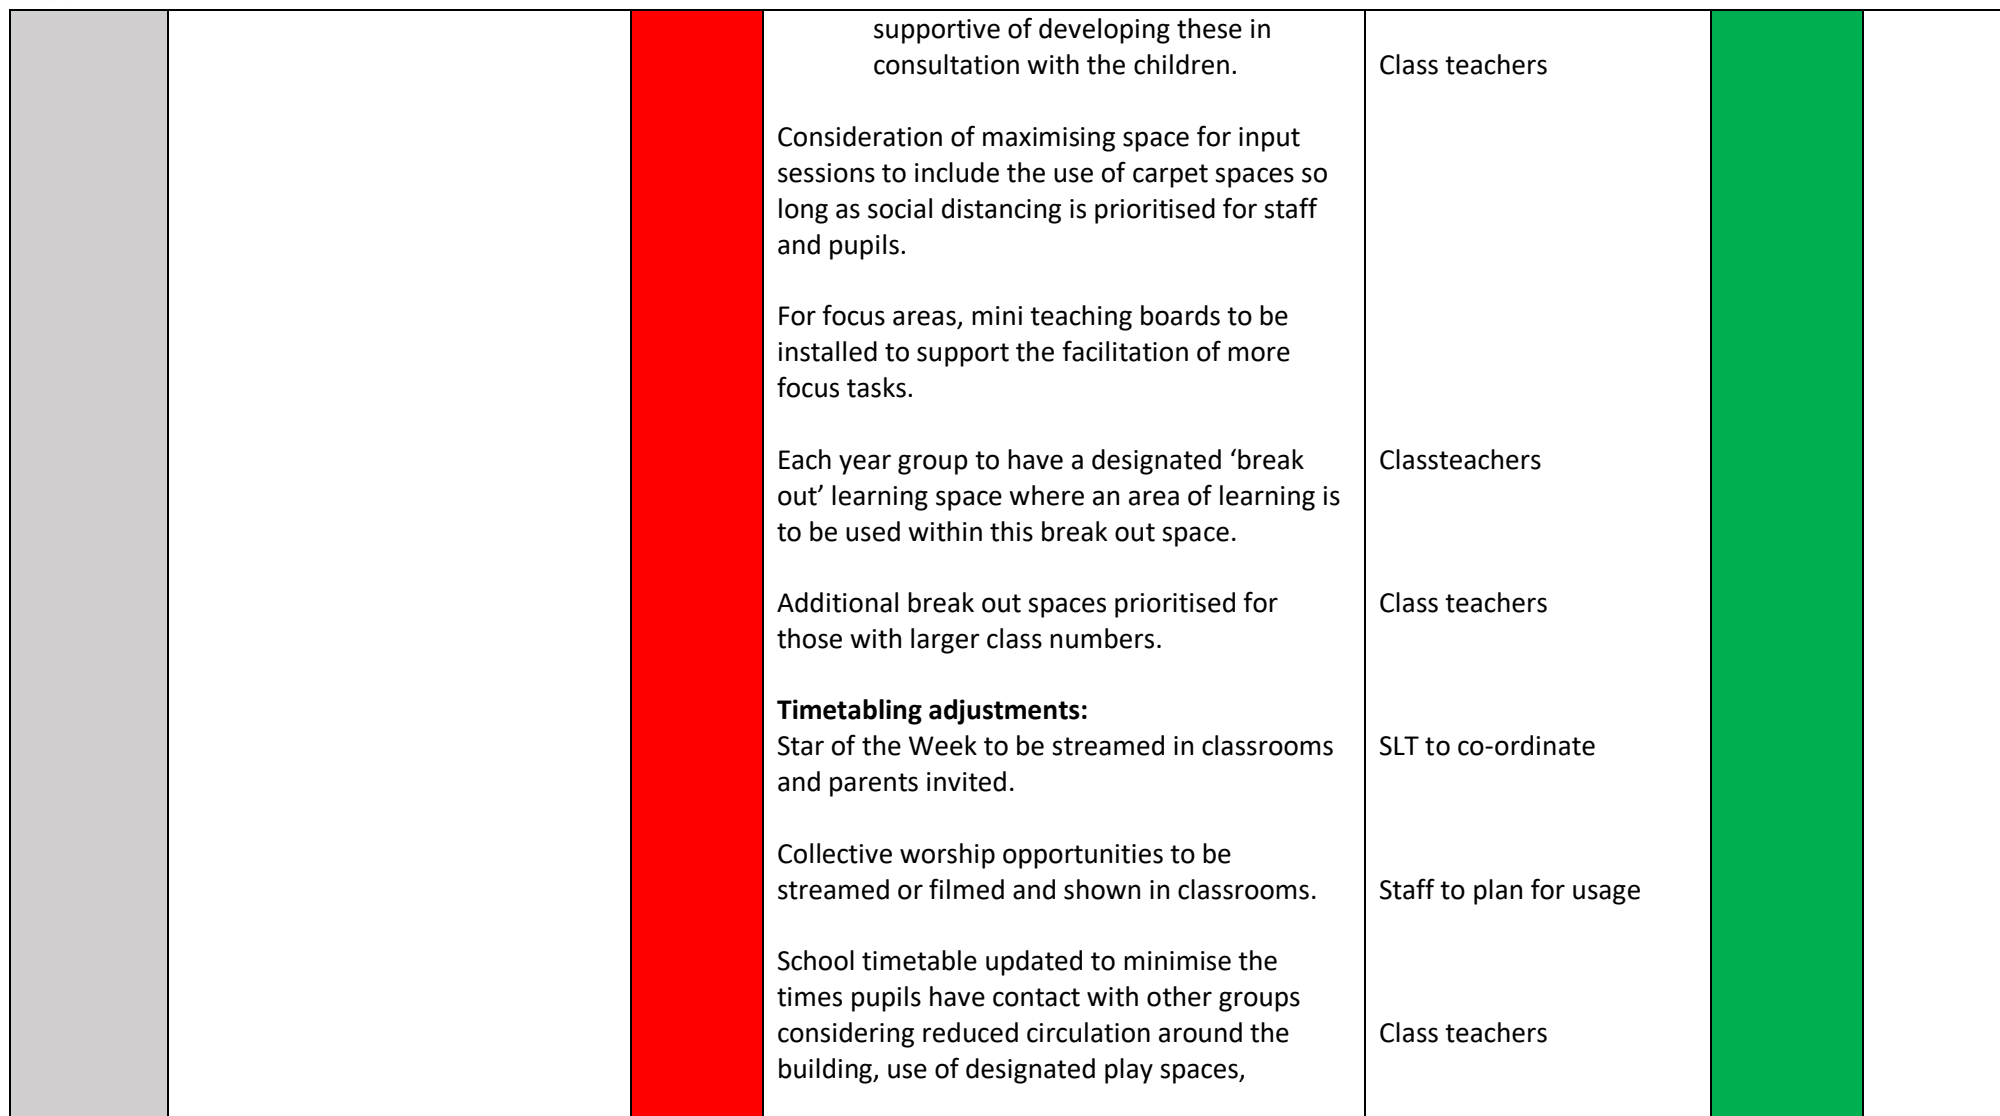 supportive of developing these in
consultation with the children.
Class teachers
Consideration of maximising space for input
sessions to include the use of carpet spaces so
long as social distancing is prioritised for staff
and pupils.
For focus areas, mini teaching boards to be
installed to support the facilitation of more
focus tasks.
Each year group to have a designated ‘break
out’ learning space where an area of learning is
to be used within this break out space.
Classteachers
Additional break out spaces prioritised for
those with larger class numbers.
Class teachers
Timetabling adjustments:
Star of the Week to be streamed in classrooms
and parents invited.
SLT to co-ordinate
Collective worship opportunities to be
streamed or filmed and shown in classrooms.
Staff to plan for usage
School timetable updated to minimise the
times pupils have contact with other groups
considering reduced circulation around the
building, use of designated play spaces,
Class teachers